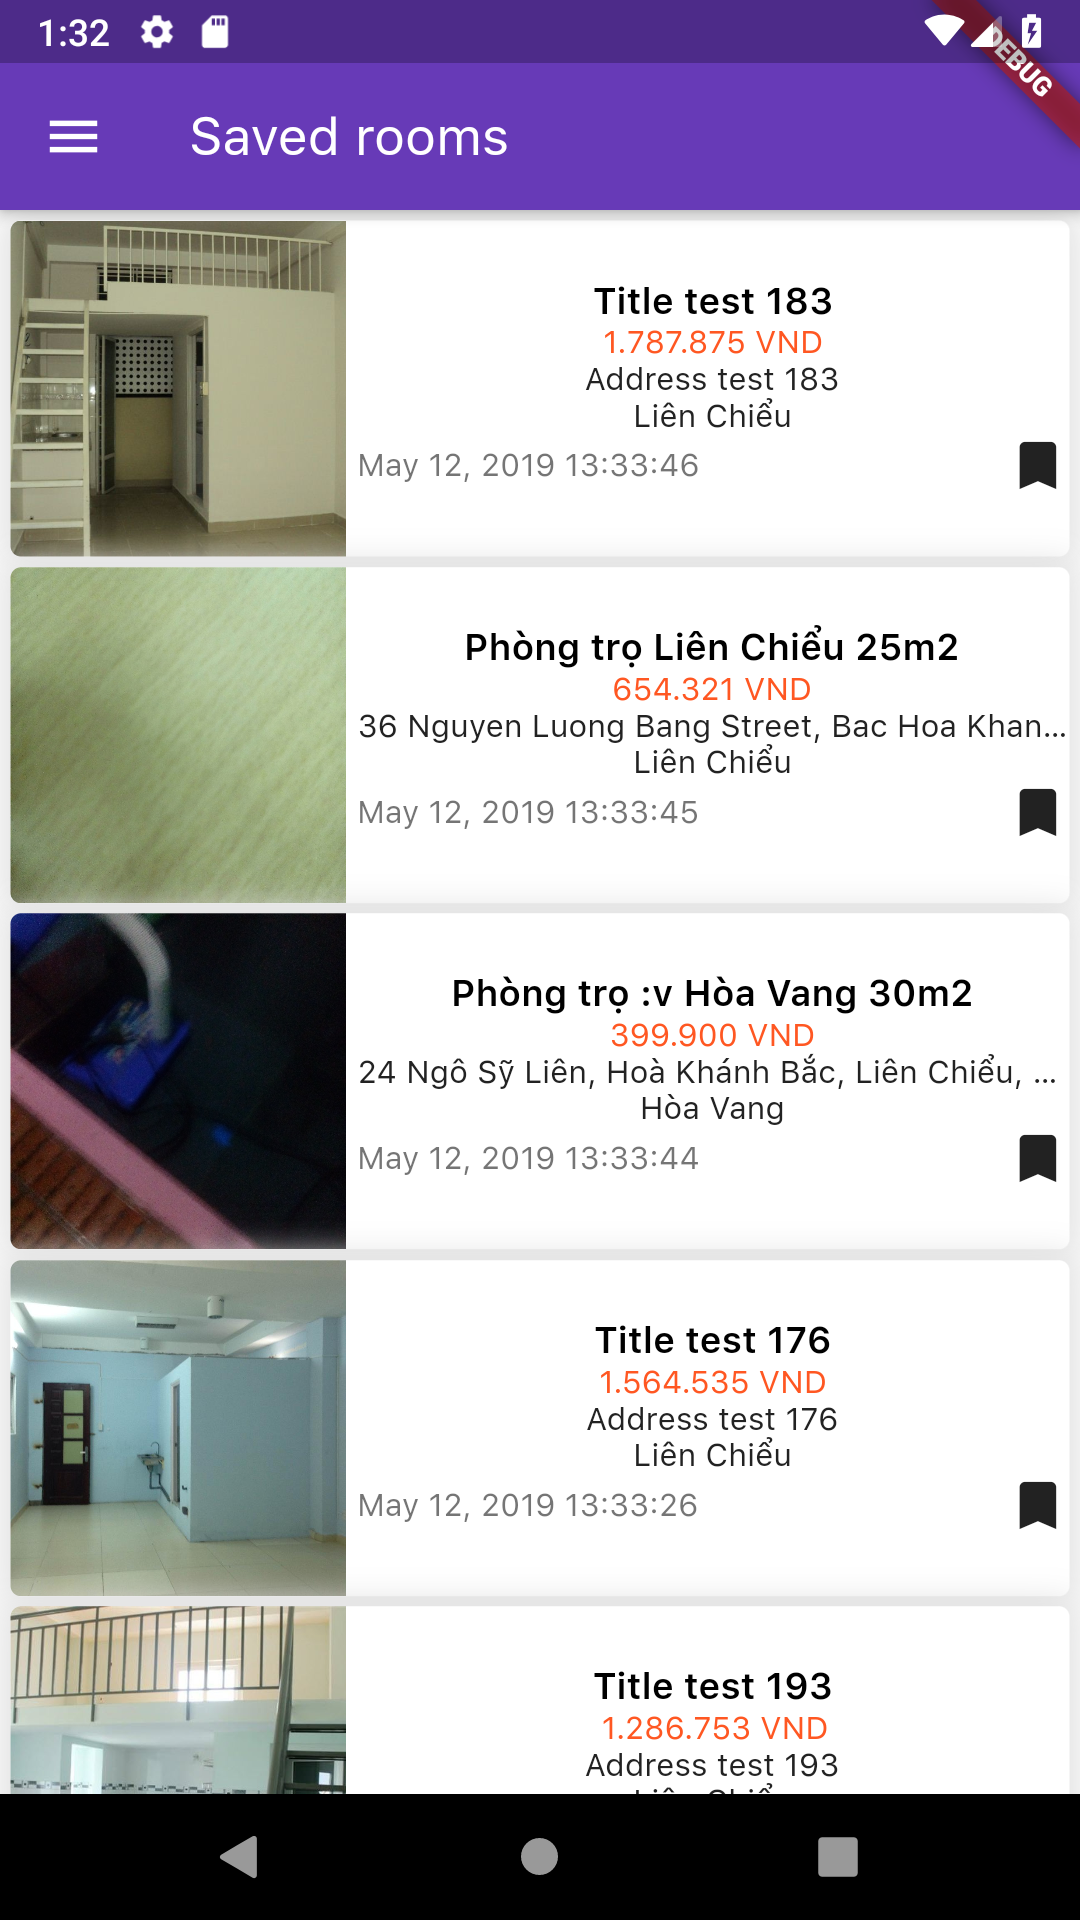 1:32
DEBUG
Saved rooms
Title test 183
1.787.875 VND
Address test 183
Liên Chiểu
May 12, 2019 13:33:46
Phòng trọ Liên Chiểu 25m2
654.321 VND
36 Nguyen Luong Bang Street, Bac Hoa Khan...
Liên Chiểu
May 12, 2019 13:33:45
Phòng trọ :v Hòa Vang 30m2
399.900 VND
24 Ngô Sỹ Liên, Hoà Khánh Bắc, Liên Chiểu, ...
Hòa Vang
May 12, 2019 13:33:44
Title test 176
1.564.535 VND
Address test 176
Liên Chiểu
May 12, 2019 13:33:26
Title test 193
1.286.753 VND
Address test 193
Liên Chiểu